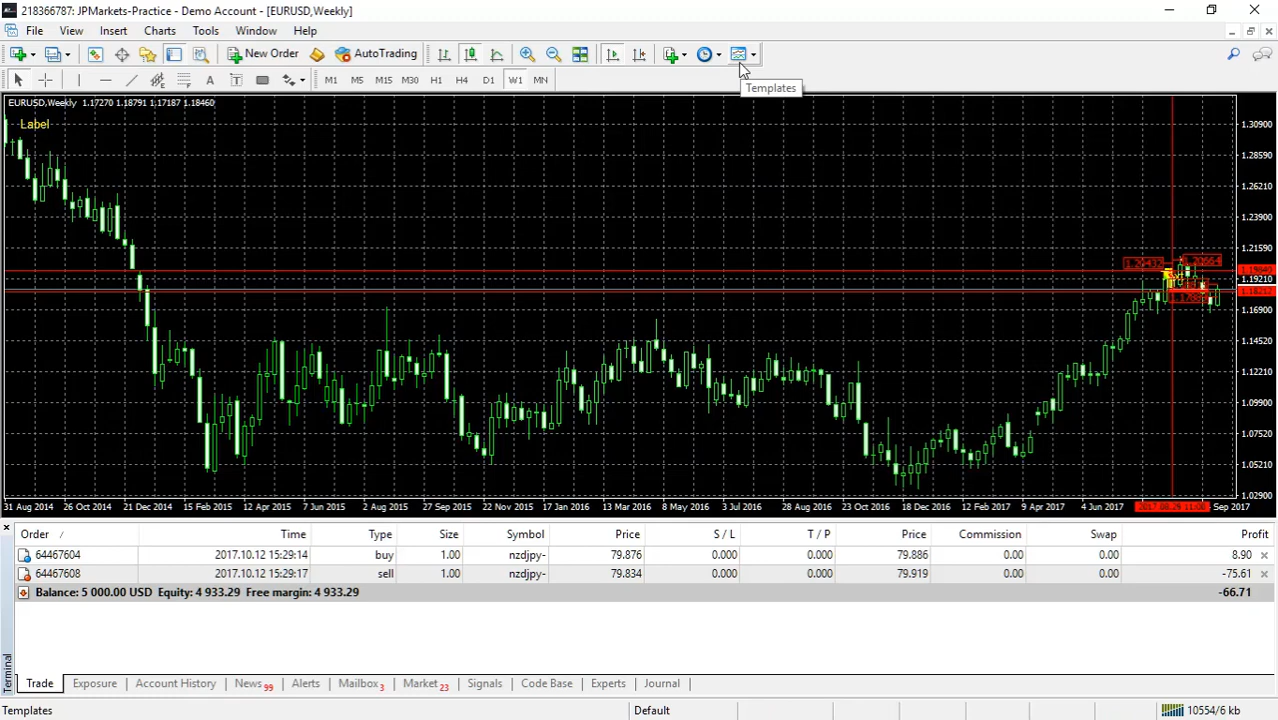 218366787: JPMarkets-Practice - Demo Account - [EURUSD,Weekly]
File View Insert Charts Tools Window Help
New Order AutoTrading
A T M1 M5 M15 M30 H1 H4 D1 W1 MN
Templates
EURUSD,Weekly 1.17270 1.18791 1.17187 1.18460
Label
1.30900
1.28590
1.26210
1.23900
1.21590
1.19210
1.16900
1.14520
1.12210
1.09900
1.07520
1.05210
1.02900
31 Aug 2014 26 Oct 2014 21 Dec 2014 15 Feb 2015 12 Apr 2015 7 Jun 2015 2 Aug 2015 27 Sep 2015 22 Nov 2015 17 Jan 2016 13 Mar 2016 8 May 2016 3 Jul 2016 28 Aug 2016 23 Oct 2016 18 Dec 2016 12 Feb 2017 9 Apr 2017 4 Jun 2017 2017.08.29 11:00 Sep 2017
Order / Time Type Size Symbol Price S / L T / P Price Commission Swap Profit
64467604 2017.10.12 15:29:14 buy 1.00 nzdjpy- 79.876 0.000 0.000 79.886 0.00 0.00 8.90
64467608 2017.10.12 15:29:17 sell 1.00 nzdjpy- 79.834 0.000 0.000 79.919 0.00 0.00 -75.61
Balance: 5 000.00 USD Equity: 4 933.29 Free margin: 4 933.29 -66.71
Terminal
Trade Exposure Account History News 99 Alerts Mailbox 3 Market 23 Signals Code Base Experts Journal
Templates Default 10554/6 kb